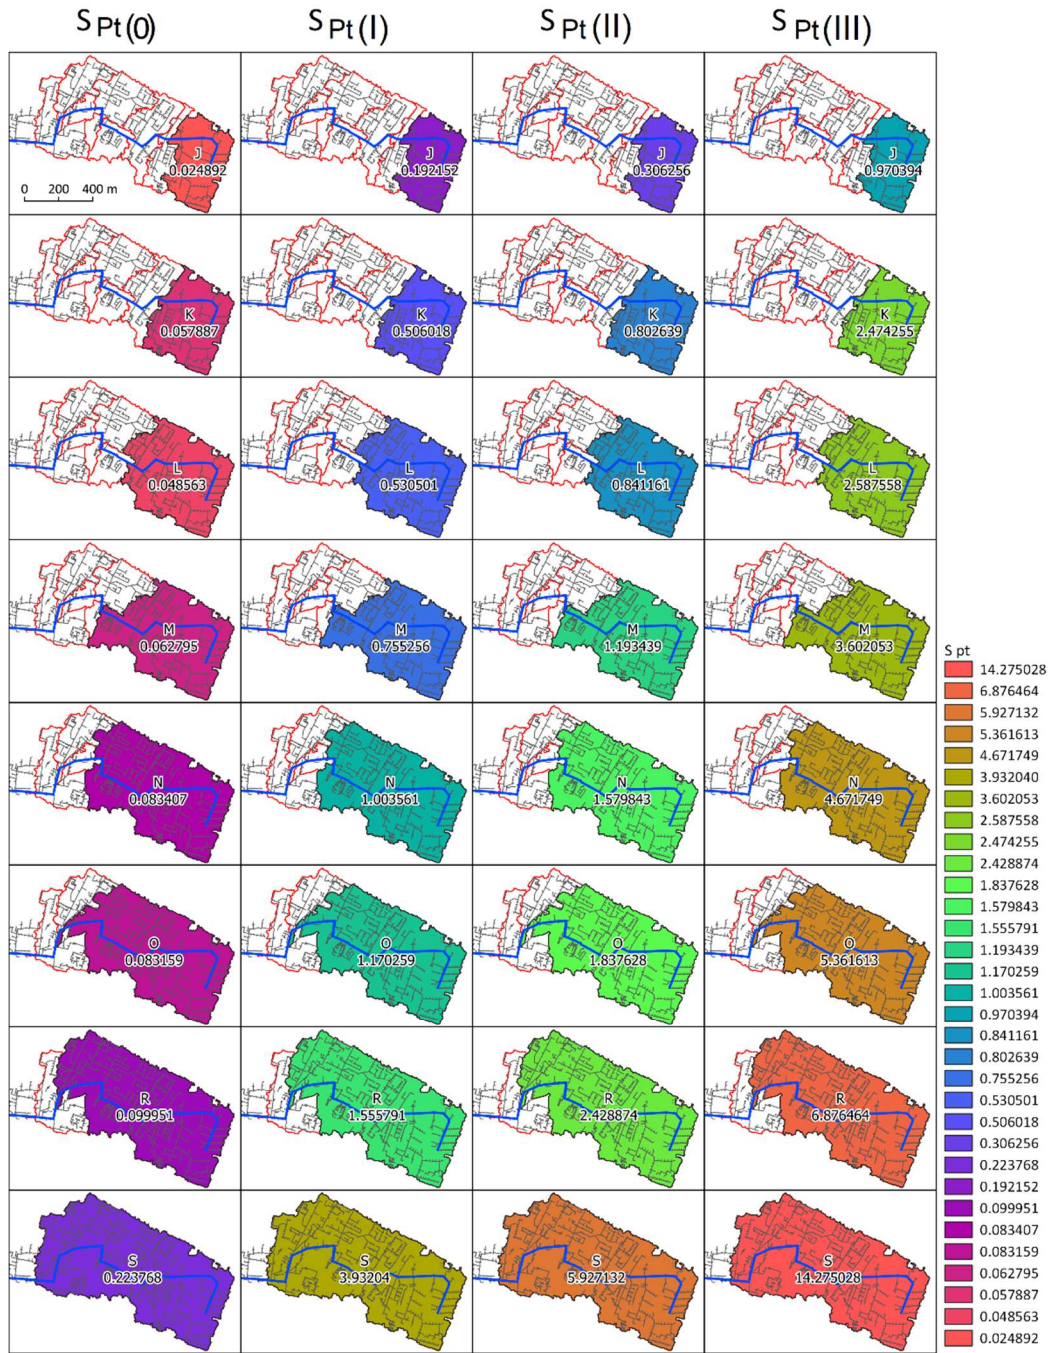 S Pt(0) S Pt(I) S Pt(II) S Pt(III)
J J J J
0.024892 0.192152 0.306256 0.970394
0 200 400 m
K K K K
0.057887 0.506018 0.802639 2.474255
L L L L
0.048563 0.530501 0.841161 2.587558
M M M M
0.062795 0.755256 1.193439 3.602053
N N N N
0.083407 1.003561 1.579843 4.671749
O O O O
0.083159 1.170259 1.837628 5.361613
R R R R
0.099951 1.555791 2.428874 6.876464
S S S S
0.223768 3.93204 5.927132 14.275028
S pt
14.275028
6.876464
5.927132
5.361613
4.671749
3.932040
3.602053
2.587558
2.474255
2.428874
1.837628
1.579843
1.555791
1.193439
1.170259
1.003561
0.970394
0.841161
0.802639
0.755256
0.530501
0.506018
0.306256
0.223768
0.192152
0.099951
0.083407
0.083159
0.062795
0.057887
0.048563
0.024892